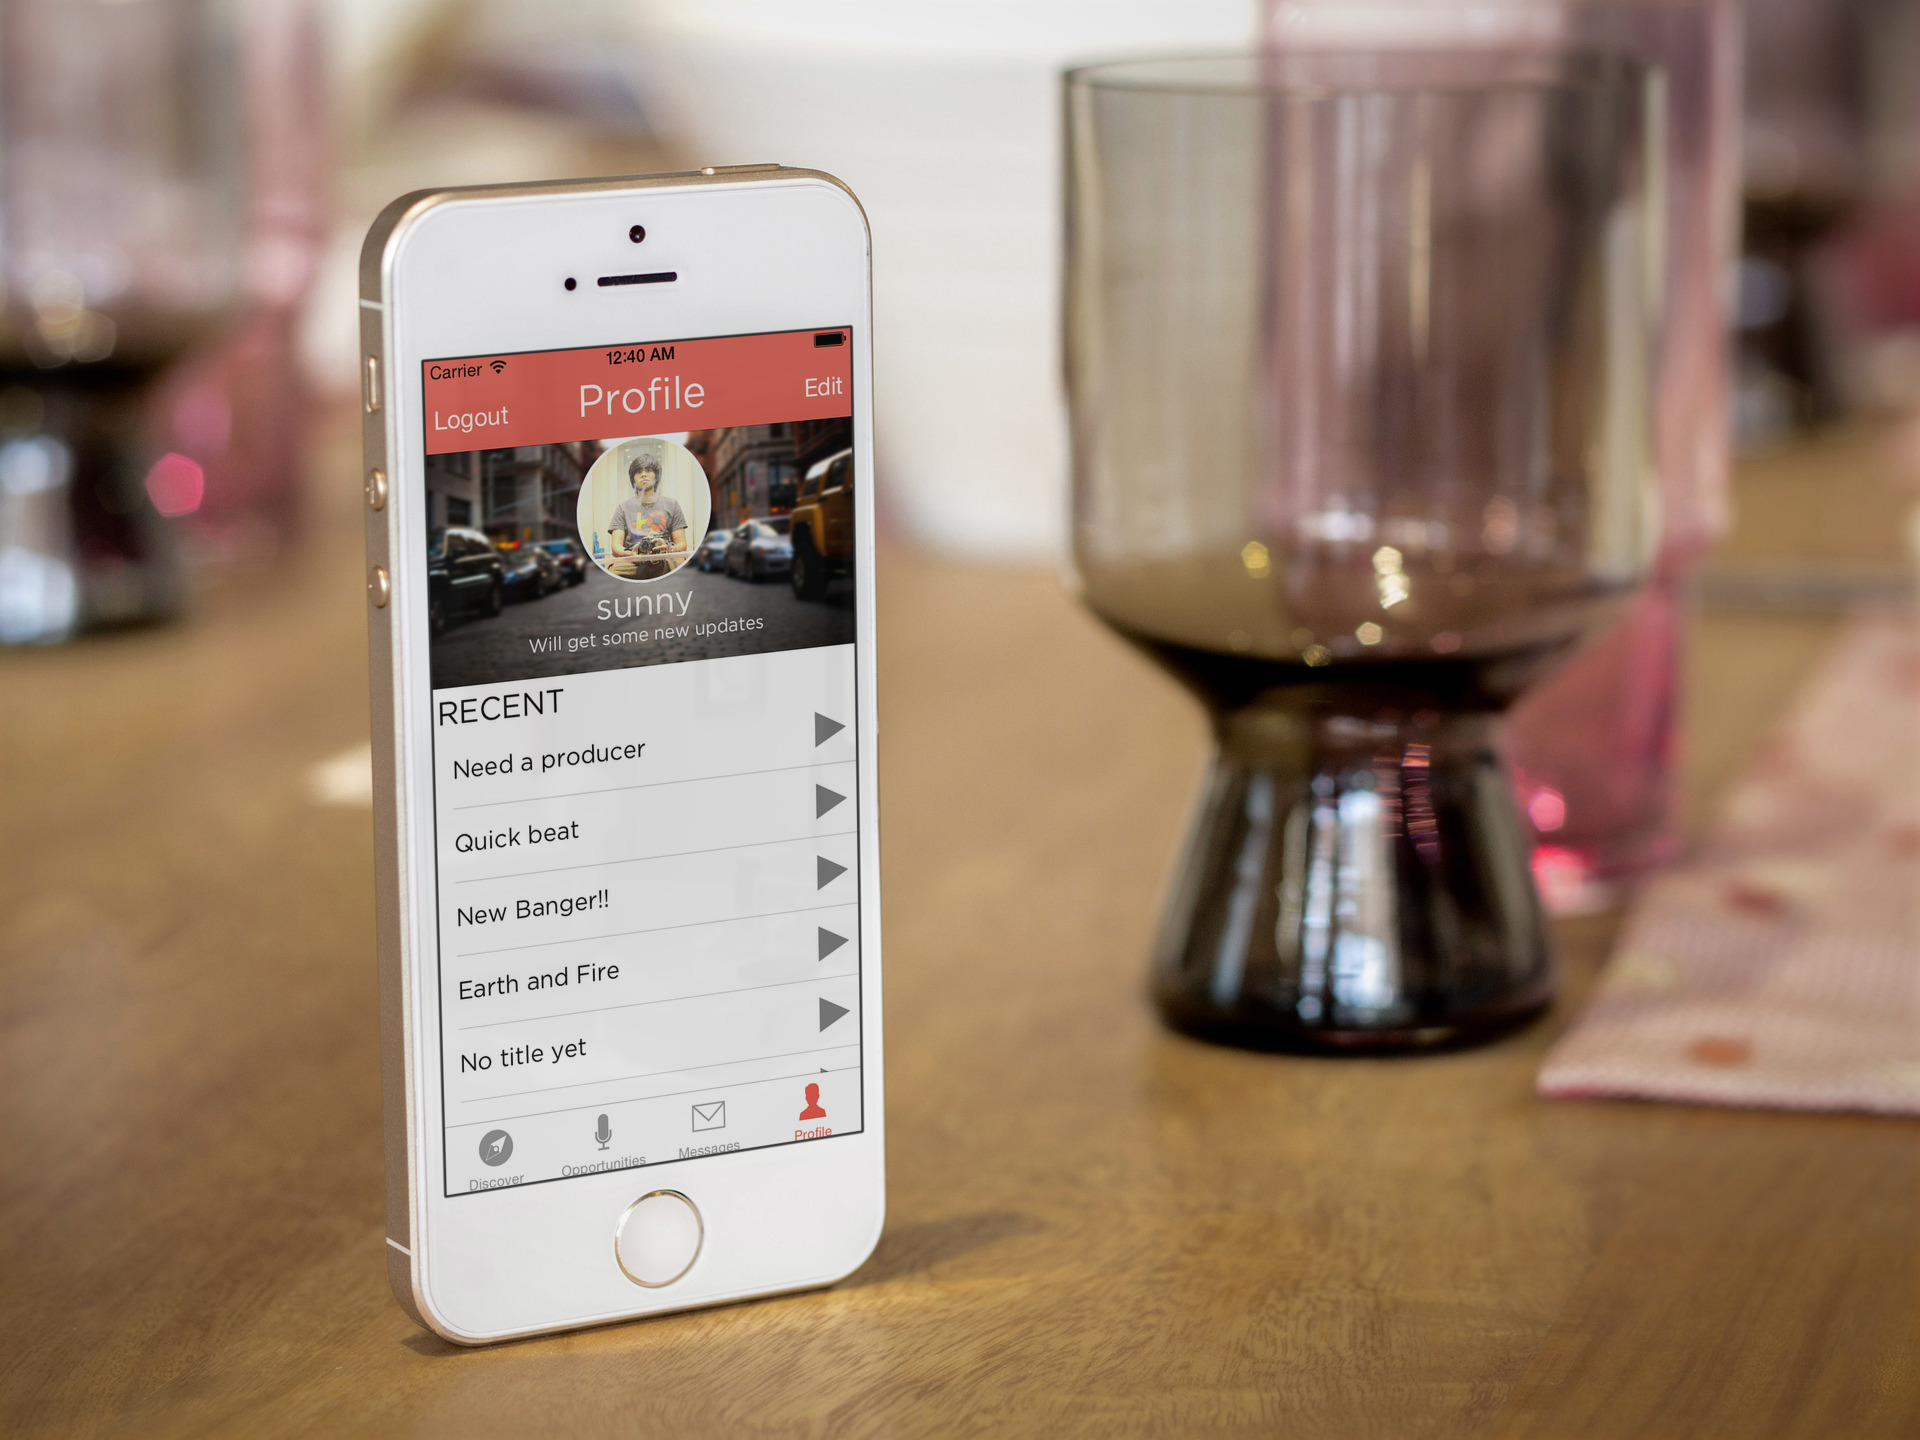 Carrier 12:40 AM
Logout Profile Edit
sunny
Will get some new updates
RECENT
Need a producer
Quick beat
New Banger!!
Earth and Fire
No title yet
Discover Opportunities Messages Profile